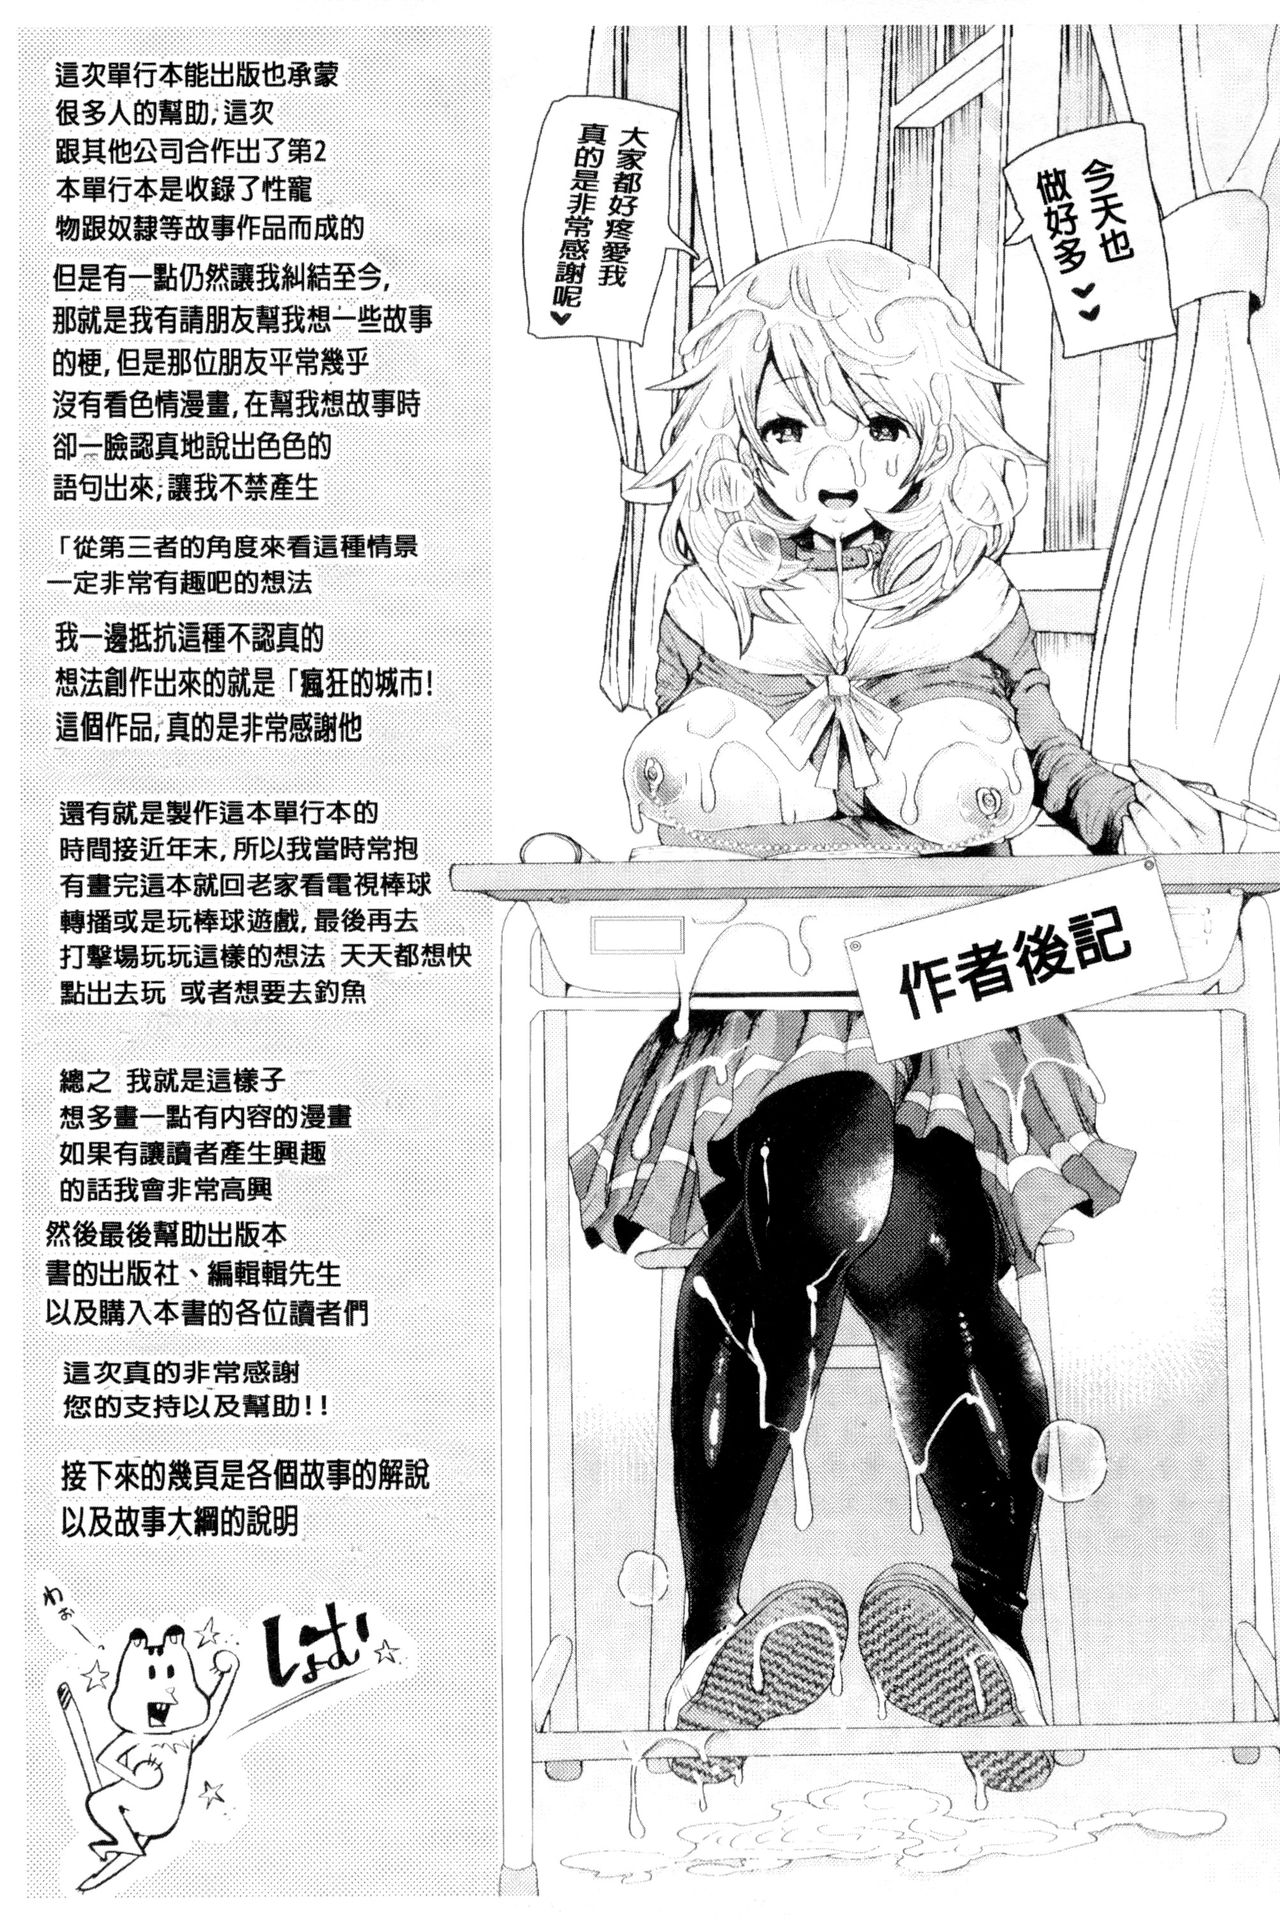 這次單行本能出版也承蒙
很多人的幫助,這次
跟其他公司合作出了第2
本單行本是收錄了性寵
物跟奴隸等故事作品而成的
但是有一點仍然讓我糾結至今,
那就是我有請朋友幫我想一些故事
的梗,但是那位朋友平常幾乎
沒有看色情漫畫,在幫我想故事時
卻一臉認真地說出色色的
語句出來,讓我不禁產生
「從第三者的角度來看這種情景
一定非常有趣吧的想法
我一邊抵抗這種不認真的
想法創作出來的就是「瘋狂的城市!
這個作品,真的是非常感謝他
還有就是製作這本單行本的
時間接近年末,所以我當時常抱
有畫完這本就回老家看電視棒球
轉播或是玩棒球遊戲,最後再去
打擊場玩玩這樣的想法 天天都想快
點出去玩 或者想要去釣魚
總之 我就是這樣子
想多畫一點有內容的漫畫
如果有讓讀者產生興趣
的話我會非常高興
然後最後幫助出版本
書的出版社、編輯輯先生
以及購入本書的各位讀者們
這次真的非常感謝
您的支持以及幫助!!
接下來的幾頁是各個故事的解說
以及故事大綱的說明
わぉー
しょむ
今天也
做好多♥♥
大家都好疼愛我
真的是非常感謝呢♥
作者後記